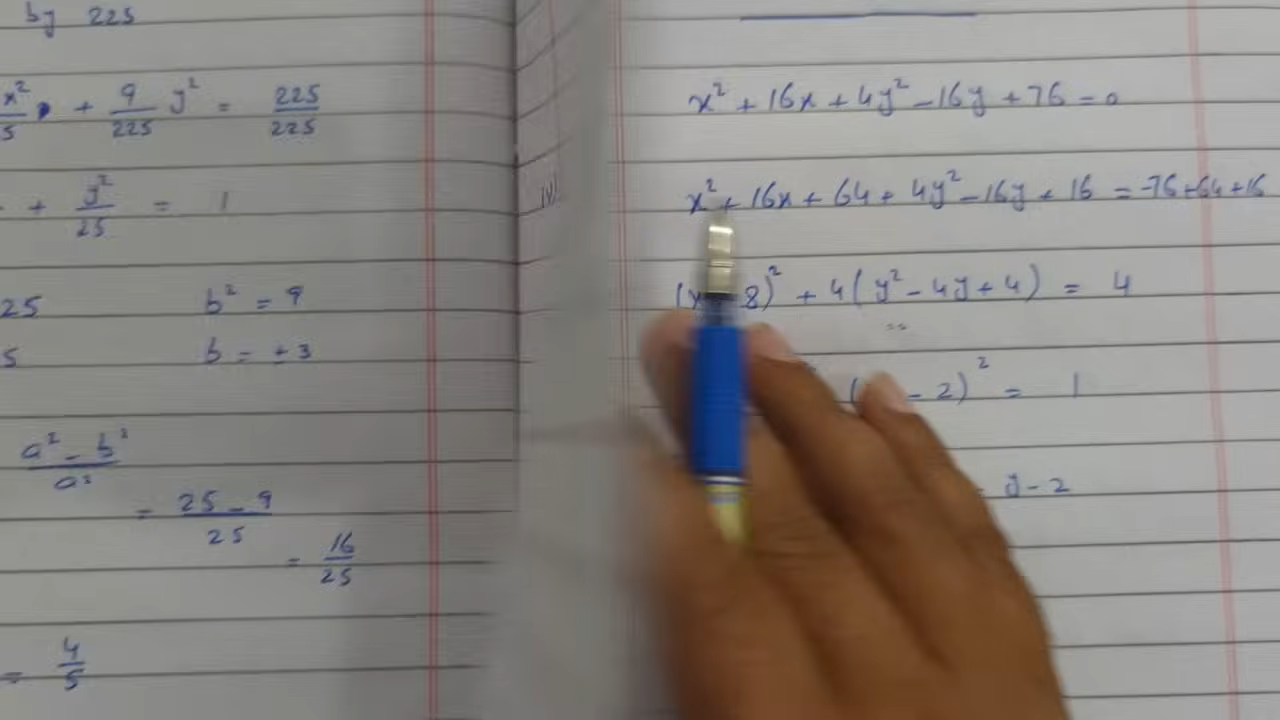 by 225
x²/5 + 9/225 y² = 225/225
+ y²/25 = 1
25 b² = 9
5 b = ±3
a² - b²/a²
= 25 - 9/25
= 16/25
= 4/5
x² + 16x + 4y² - 16y + 76 = 0
iv) x² + 16x + 64 + 4y² - 16y + 16 = -76 + 64 + 16
(x 8)² + 4(y² - 4y + 4) = 4
( - 2)² = 1
y - 2